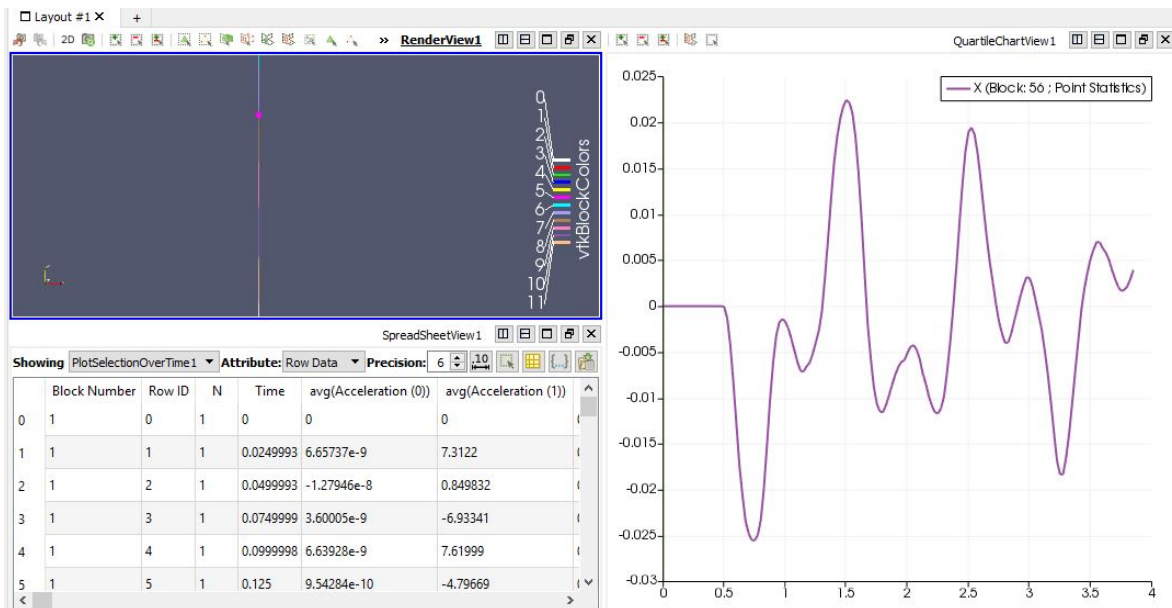 Layout #1
2D
RenderView1
QuartileChartView1
0
1
2
3
4
5
6
7
8
9
10
11
vtkBlockColors
SpreadSheetView1
Showing PlotSelectionOverTime1 Attribute: Row Data Precision: 6
Block Number Row ID N Time avg(Acceleration (0)) avg(Acceleration (1))
0 1 0 1 0 0 0
1 1 1 1 0.0249993 6.65737e-9 7.3122
2 1 2 1 0.0499993 -1.27946e-8 0.849832
3 1 3 1 0.0749999 3.60005e-9 -6.93341
4 1 4 1 0.0999998 6.63928e-9 7.61999
5 1 5 1 0.125 9.54284e-10 -4.79669
X (Block: 56 ; Point Statistics)
0.025
0.02
0.015
0.01
0.005
0
-0.005
-0.01
-0.015
-0.02
-0.025
-0.03
0 0.5 1 1.5 2 2.5 3 3.5 4